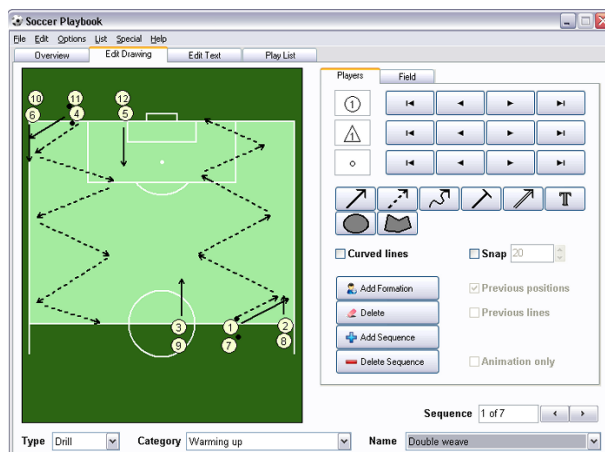 Soccer Playbook
File Edit Options List Special Help
Overview Edit Drawing Edit Text Play List
Players Field
10 11 12
6 4 5
1
1
T
Curved lines Snap 20
Add Formation Previous positions
Delete Previous lines
Add Sequence
Delete Sequence Animation only
3 1 2
9 7 8
Sequence 1 of 7
Type Drill Category Warming up Name Double weave